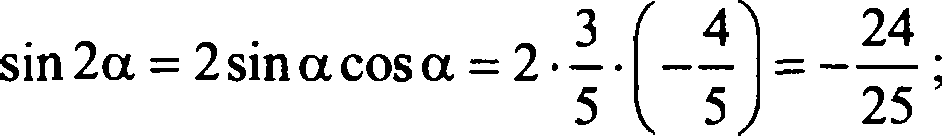 sin 2α = 2 sin α cos α = 2 · 3/5 · (−4/5) = −24/25 ;